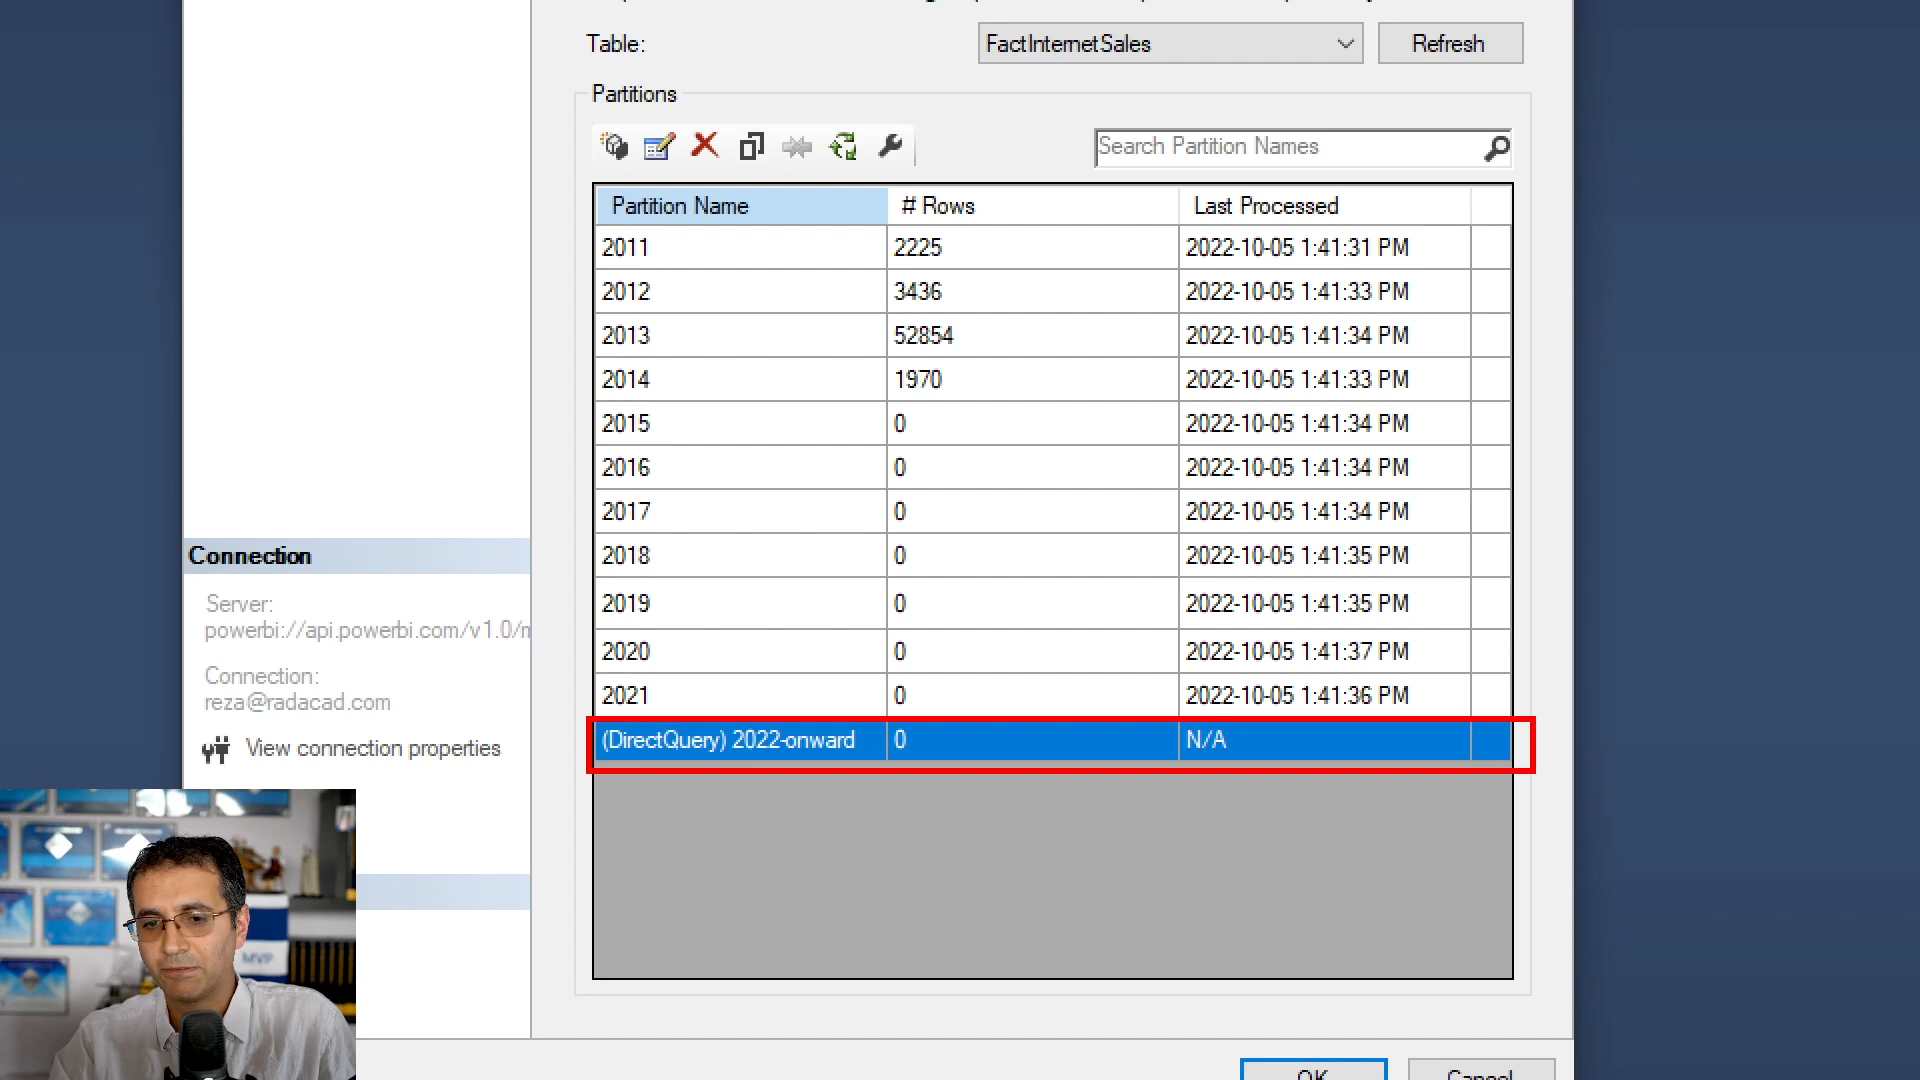 Table:
FactInternetSales
Refresh
Partitions
Search Partition Names
Partition Name # Rows Last Processed
2011 2225 2022-10-05 1:41:31 PM
2012 3436 2022-10-05 1:41:33 PM
2013 52854 2022-10-05 1:41:34 PM
2014 1970 2022-10-05 1:41:33 PM
2015 0 2022-10-05 1:41:34 PM
2016 0 2022-10-05 1:41:34 PM
2017 0 2022-10-05 1:41:34 PM
2018 0 2022-10-05 1:41:35 PM
2019 0 2022-10-05 1:41:35 PM
2020 0 2022-10-05 1:41:37 PM
2021 0 2022-10-05 1:41:36 PM
(DirectQuery) 2022-onward 0 N/A
Connection
Server:
powerbi://api.powerbi.com/v1.0/
Connection:
reza@radacad.com
View connection properties
MVP
OK
Cancel